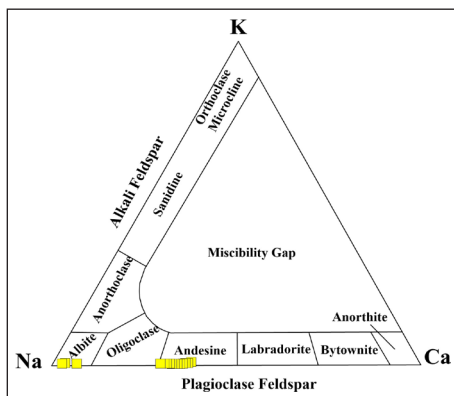 K
Orthoclase
Microcline
Alkali Feldspar
Sanidine
Miscibility Gap
Anorthoclase
Anorthite
Albite
Oligoclase
Andesine
Labradorite
Bytownite
Na
Ca
Plagioclase Feldspar